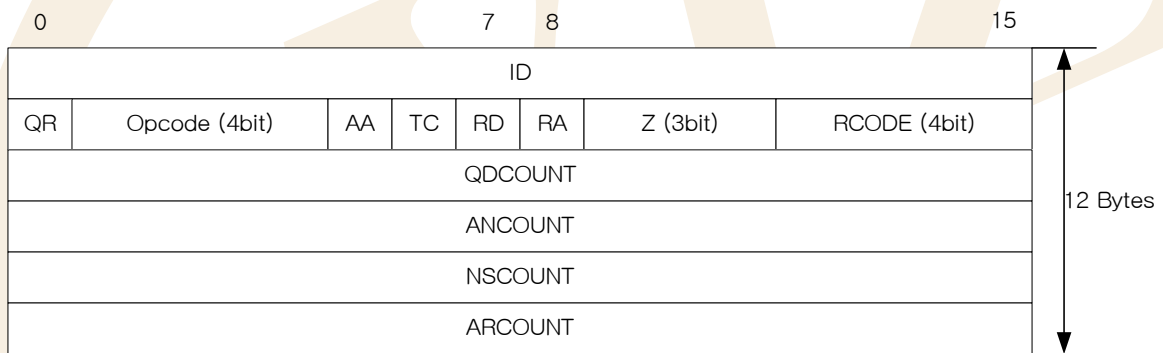 0 7 8 15
ID
QR Opcode (4bit) AA TC RD RA Z (3bit) RCODE (4bit)
QDCOUNT
12 Bytes
ANCOUNT
NSCOUNT
ARCOUNT